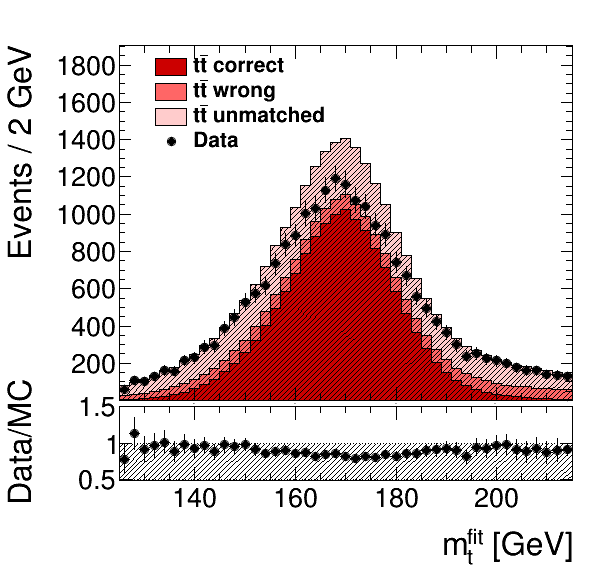 Events / 2 GeV
1800
1600
1400
1200
1000
800
600
400
200
tt̄ correct
tt̄ wrong
tt̄ unmatched
Data
Data/MC
1.5
1
0.5
140 160 180 200
m_t^fit [GeV]